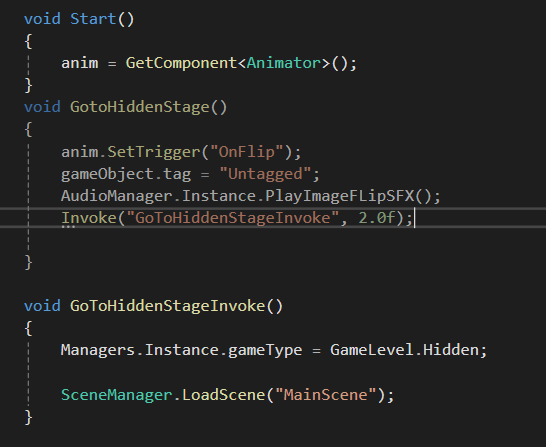 void Start()
{
anim = GetComponent<Animator>();
}
void GotoHiddenStage()
{
anim.SetTrigger("OnFlip");
gameObject.tag = "Untagged";
AudioManager.Instance.PlayImageFLipSFX();
Invoke("GoToHiddenStageInvoke", 2.0f);
}
void GoToHiddenStageInvoke()
{
Managers.Instance.gameType = GameLevel.Hidden;
SceneManager.LoadScene("MainScene");
}